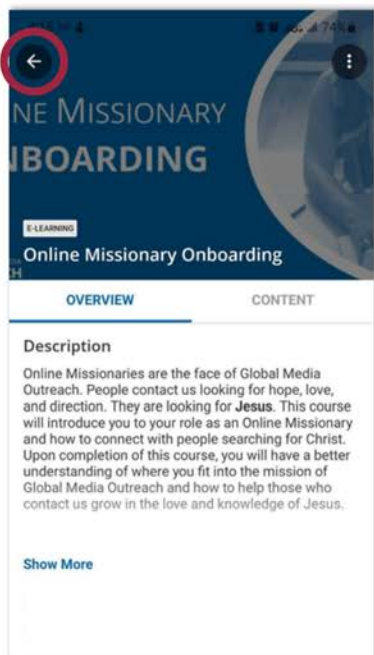 74%
NE MISSIONARY
BOARDING
E-LEARNING
Online Missionary Onboarding
CH
OVERVIEW CONTENT
Description
Online Missionaries are the face of Global Media
Outreach. People contact us looking for hope, love,
and direction. They are looking for Jesus. This course
will introduce you to your role as an Online Missionary
and how to connect with people searching for Christ.
Upon completion of this course, you will have a better
understanding of where you fit into the mission of
Global Media Outreach and how to help those who
contact us grow in the love and knowledge of Jesus.
Show More